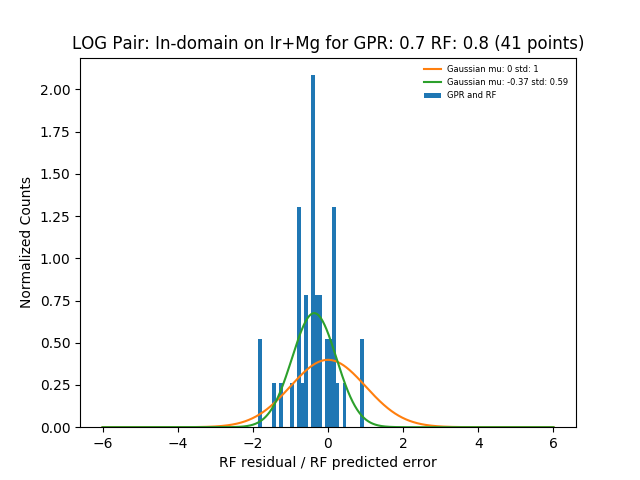 LOG Pair: In-domain on Ir+Mg for GPR: 0.7 RF: 0.8 (41 points)
Gaussian mu: 0 std: 1
Gaussian mu: -0.37 std: 0.59
GPR and RF
Normalized Counts
2.00
1.75
1.50
1.25
1.00
0.75
0.50
0.25
0.00
−6 −4 −2 0 2 4 6
RF residual / RF predicted error